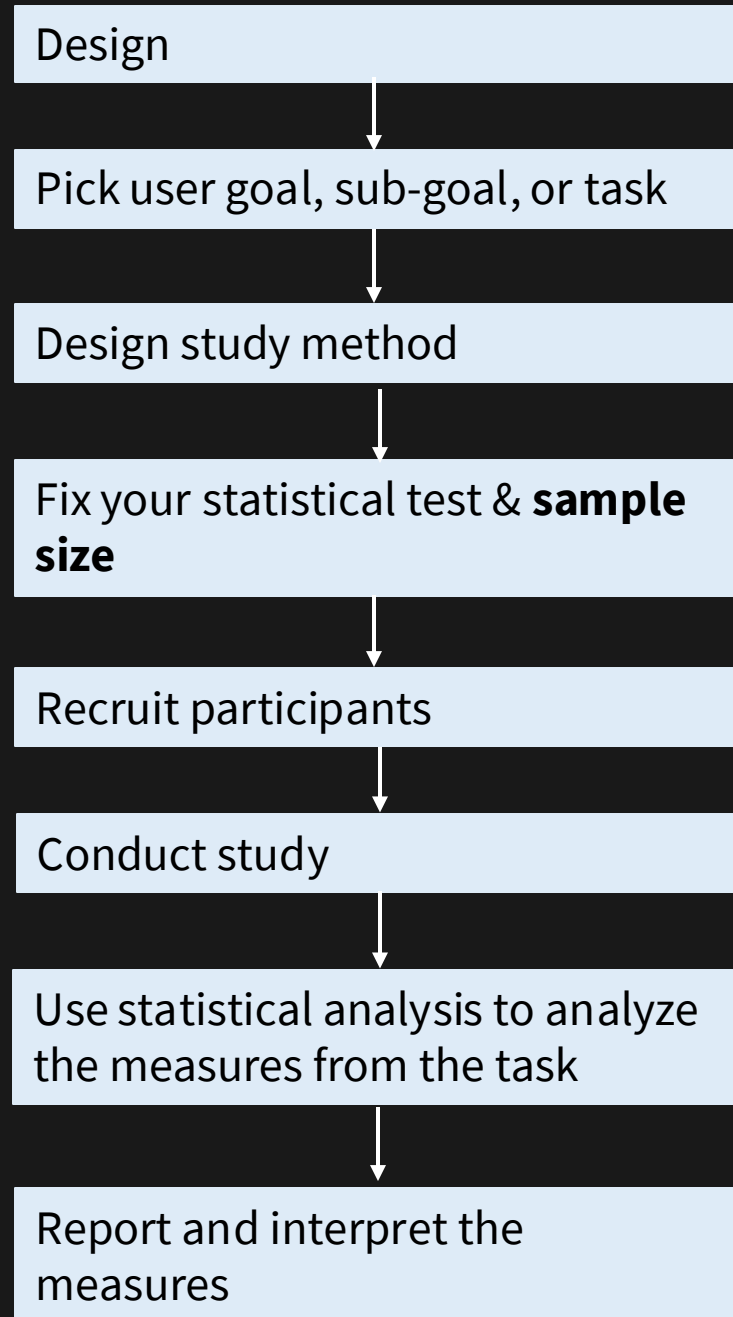 Design
Pick user goal, sub-goal, or task
Design study method
Fix your statistical test & sample
size
Recruit participants
Conduct study
Use statistical analysis to analyze
the measures from the task
Report and interpret the
measures